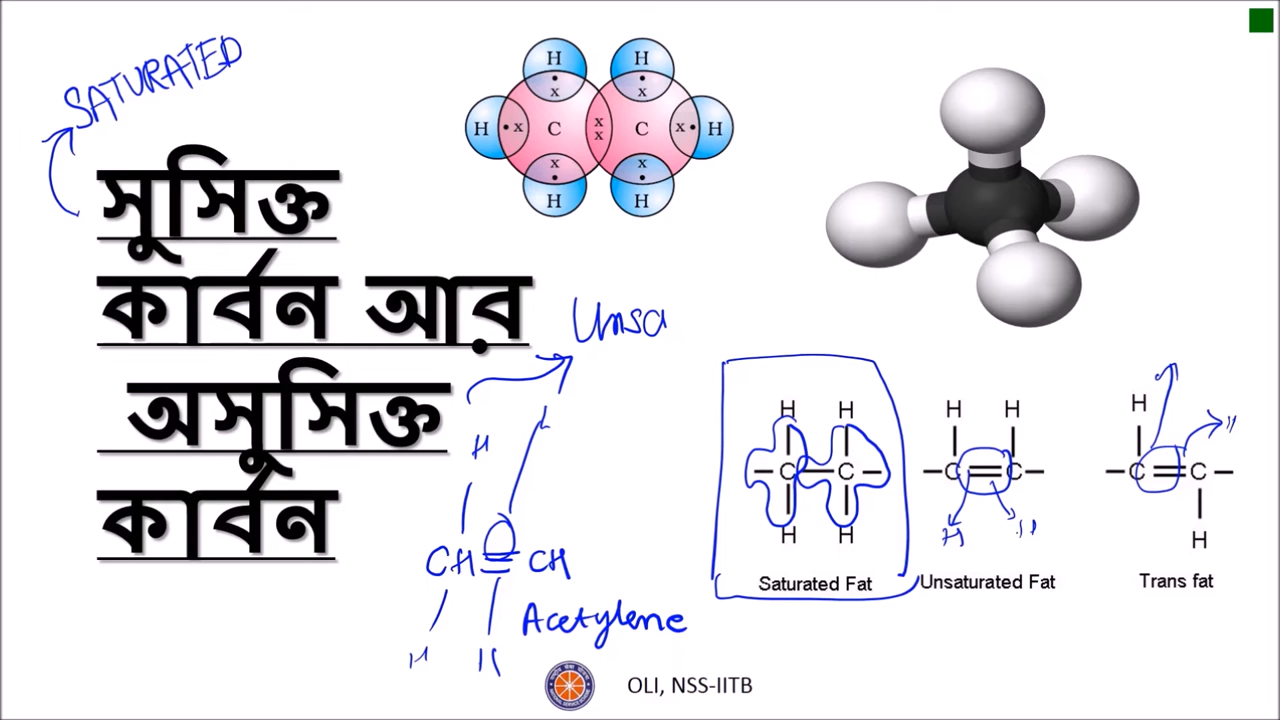 SATURATED
সুসিক্ত
কার্বন আর
অসুসিক্ত
কার্বন
H H
H • x C x x C x • H
• x x •
x • • x
H H
Unsa
H
CH ≡ CH
H H
Acetylene
H H
– C – C –
H H
Saturated Fat
H H
– C = C –
H H
Unsaturated Fat
H
– C = C –
H
Trans fat
OLI, NSS-IITB